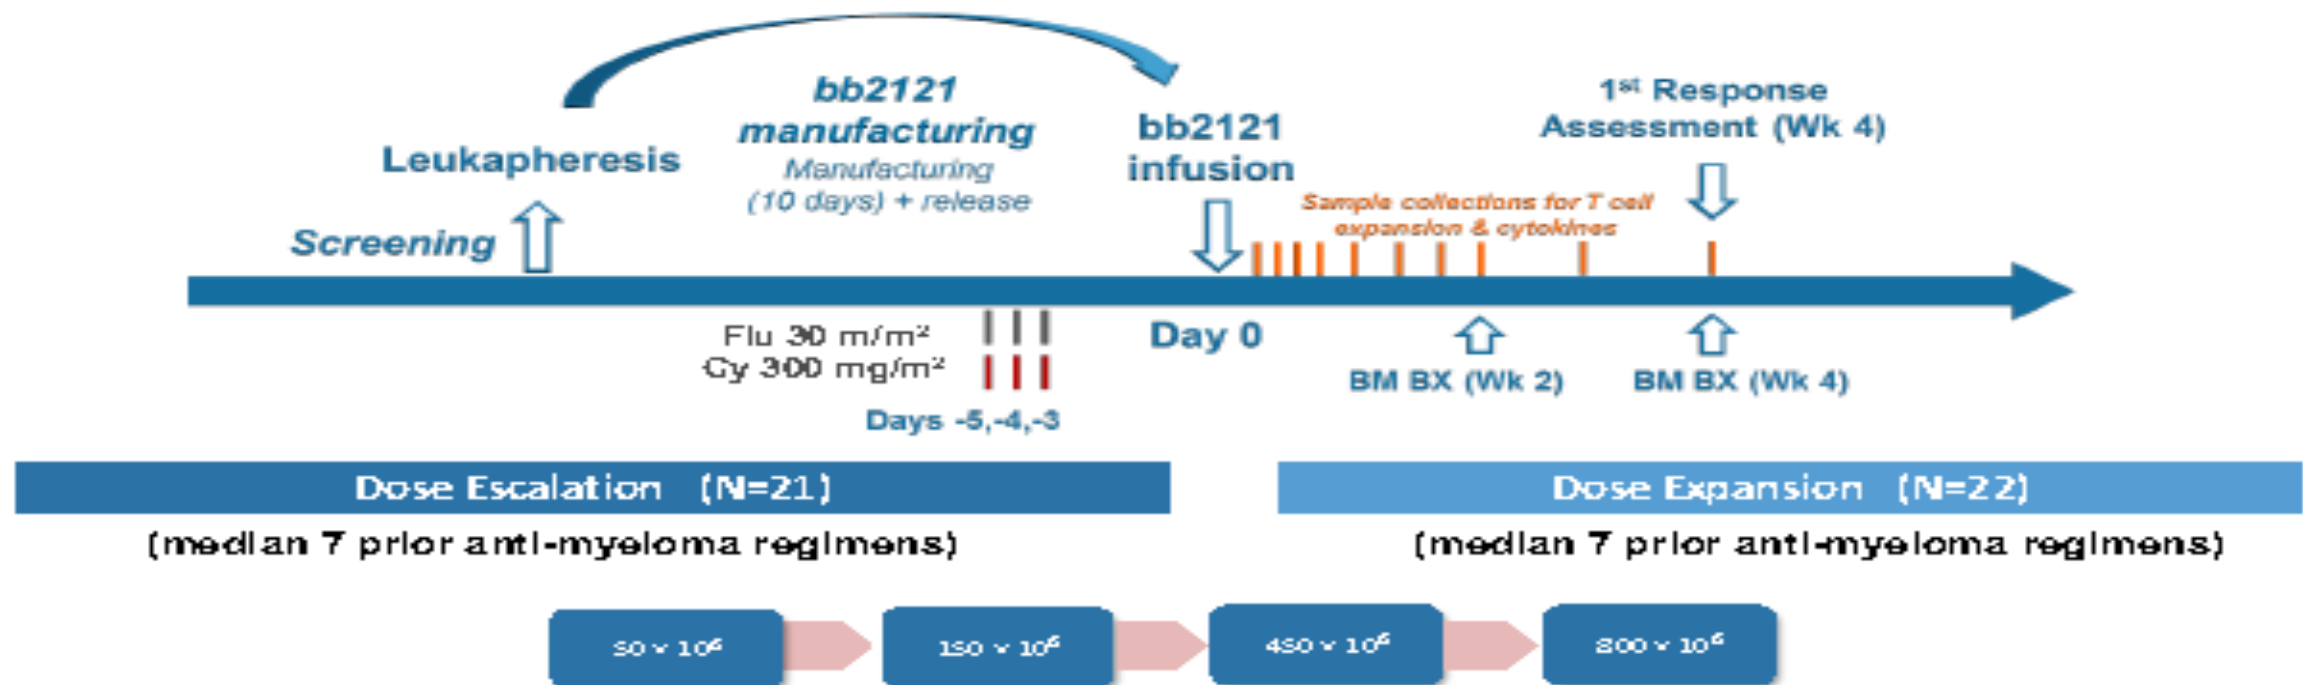 bb2121
manufacturing
Manufacturing
(10 days) + release
Leukapheresis
Screening
bb2121
infusion
1st Response
Assessment (Wk 4)
Sample collections for T cell
expansion & cytokines
Flu 30 m/m²
Cy 300 mg/m²
Days -5,-4,-3
Day 0
BM BX (Wk 2)
BM BX (Wk 4)
Dose Escalation (N=21)
Dose Expansion (N=22)
(median 7 prior anti-myeloma regimens)
(median 7 prior anti-myeloma regimens)
50 x 10⁶
150 x 10⁶
450 x 10⁶
800 x 10⁶